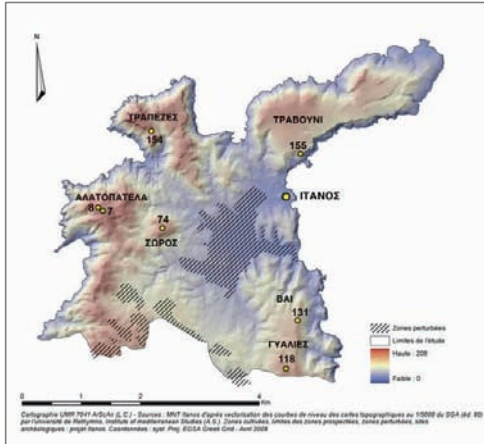 N
ΤΡΑΠΕΖΕΣ
154
ΤΡΑΒΟΥΝΙ
155
ΑΛΑΤΟΠΑΤΕΛΑ
8
7
74
ΣΩΡΟΣ
ΙΤΑΝΟΣ
ΒΑΙ
131
ΓΥΑΛΙΕΣ
118
Zones perturbées
Limites de l'étude
Haute : 208
Faible : 0
0
2
4
Km
Cartographie UMR 7041 ArScAn (L.C.) - Sources : MNT Itanos d'après vectorisation des courbes de niveau des cartes topographiques au 1/5000 du SGA (éd. 80)
par l'université de Rethymno, Institute of mediterranean Studies (A.S.). Zones cultivées, limites des zones prospectées, zones perturbées, sites
archéologiques : projet Itanos. Coordonnées : syst. Proj. EGSA Greek Grid - Avril 2009